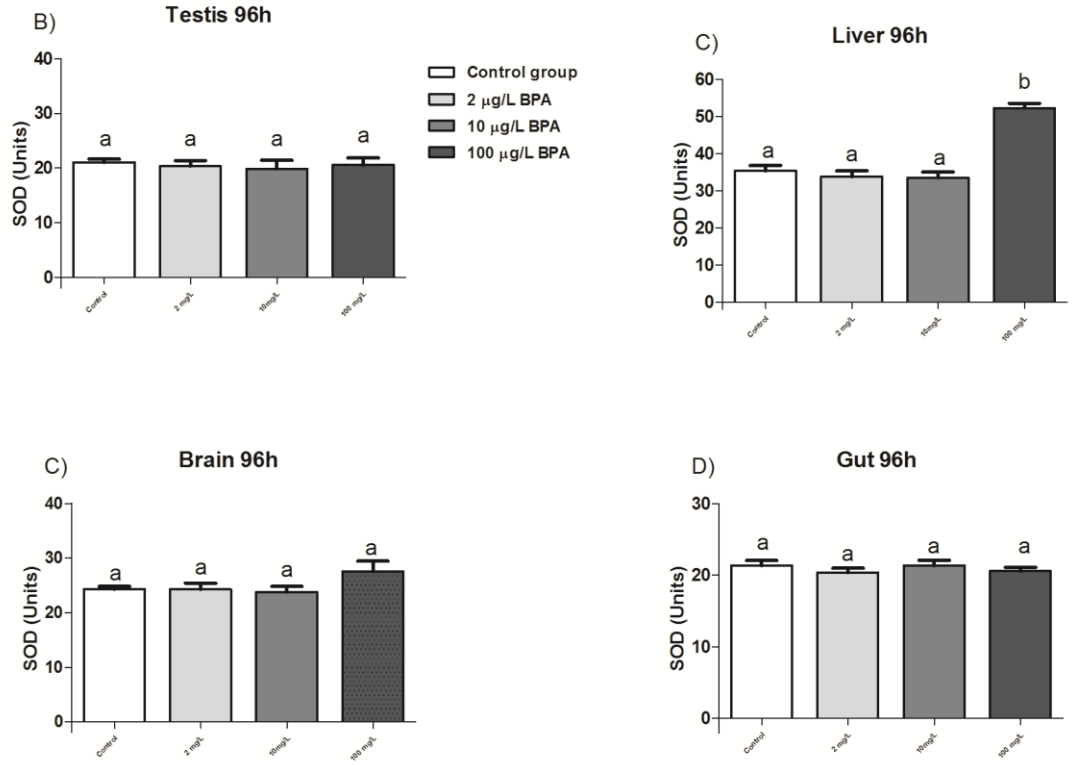 B)
Testis 96h
SOD (Units)
40
30
20
10
0
a
a
a
a
Control
2 mg/L
10mg/L
100 mg/L
Control group
2 µg/L BPA
10 µg/L BPA
100 µg/L BPA
C)
Liver 96h
SOD (Units)
60
50
40
30
20
10
0
a
a
a
b
Control
2 mg/L
10mg/L
100 mg/L
C)
Brain 96h
SOD (Units)
40
30
20
10
0
a
a
a
a
Control
2 mg/L
10mg/L
100 mg/L
D)
Gut 96h
SOD (Units)
30
20
10
0
a
a
a
a
Control
2 mg/L
10mg/L
100 mg/L